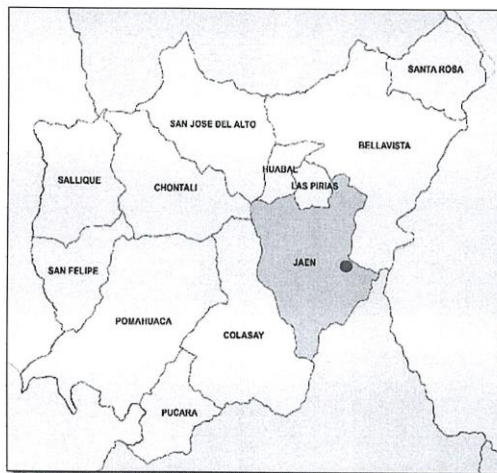 SANTA ROSA
SAN JOSE DEL ALTO
BELLAVISTA
HUABAL
SALLIQUE
CHONTALI
LAS PIRIAS
JAEN
SAN FELIPE
POMAHUACA
COLASAY
PUCARA